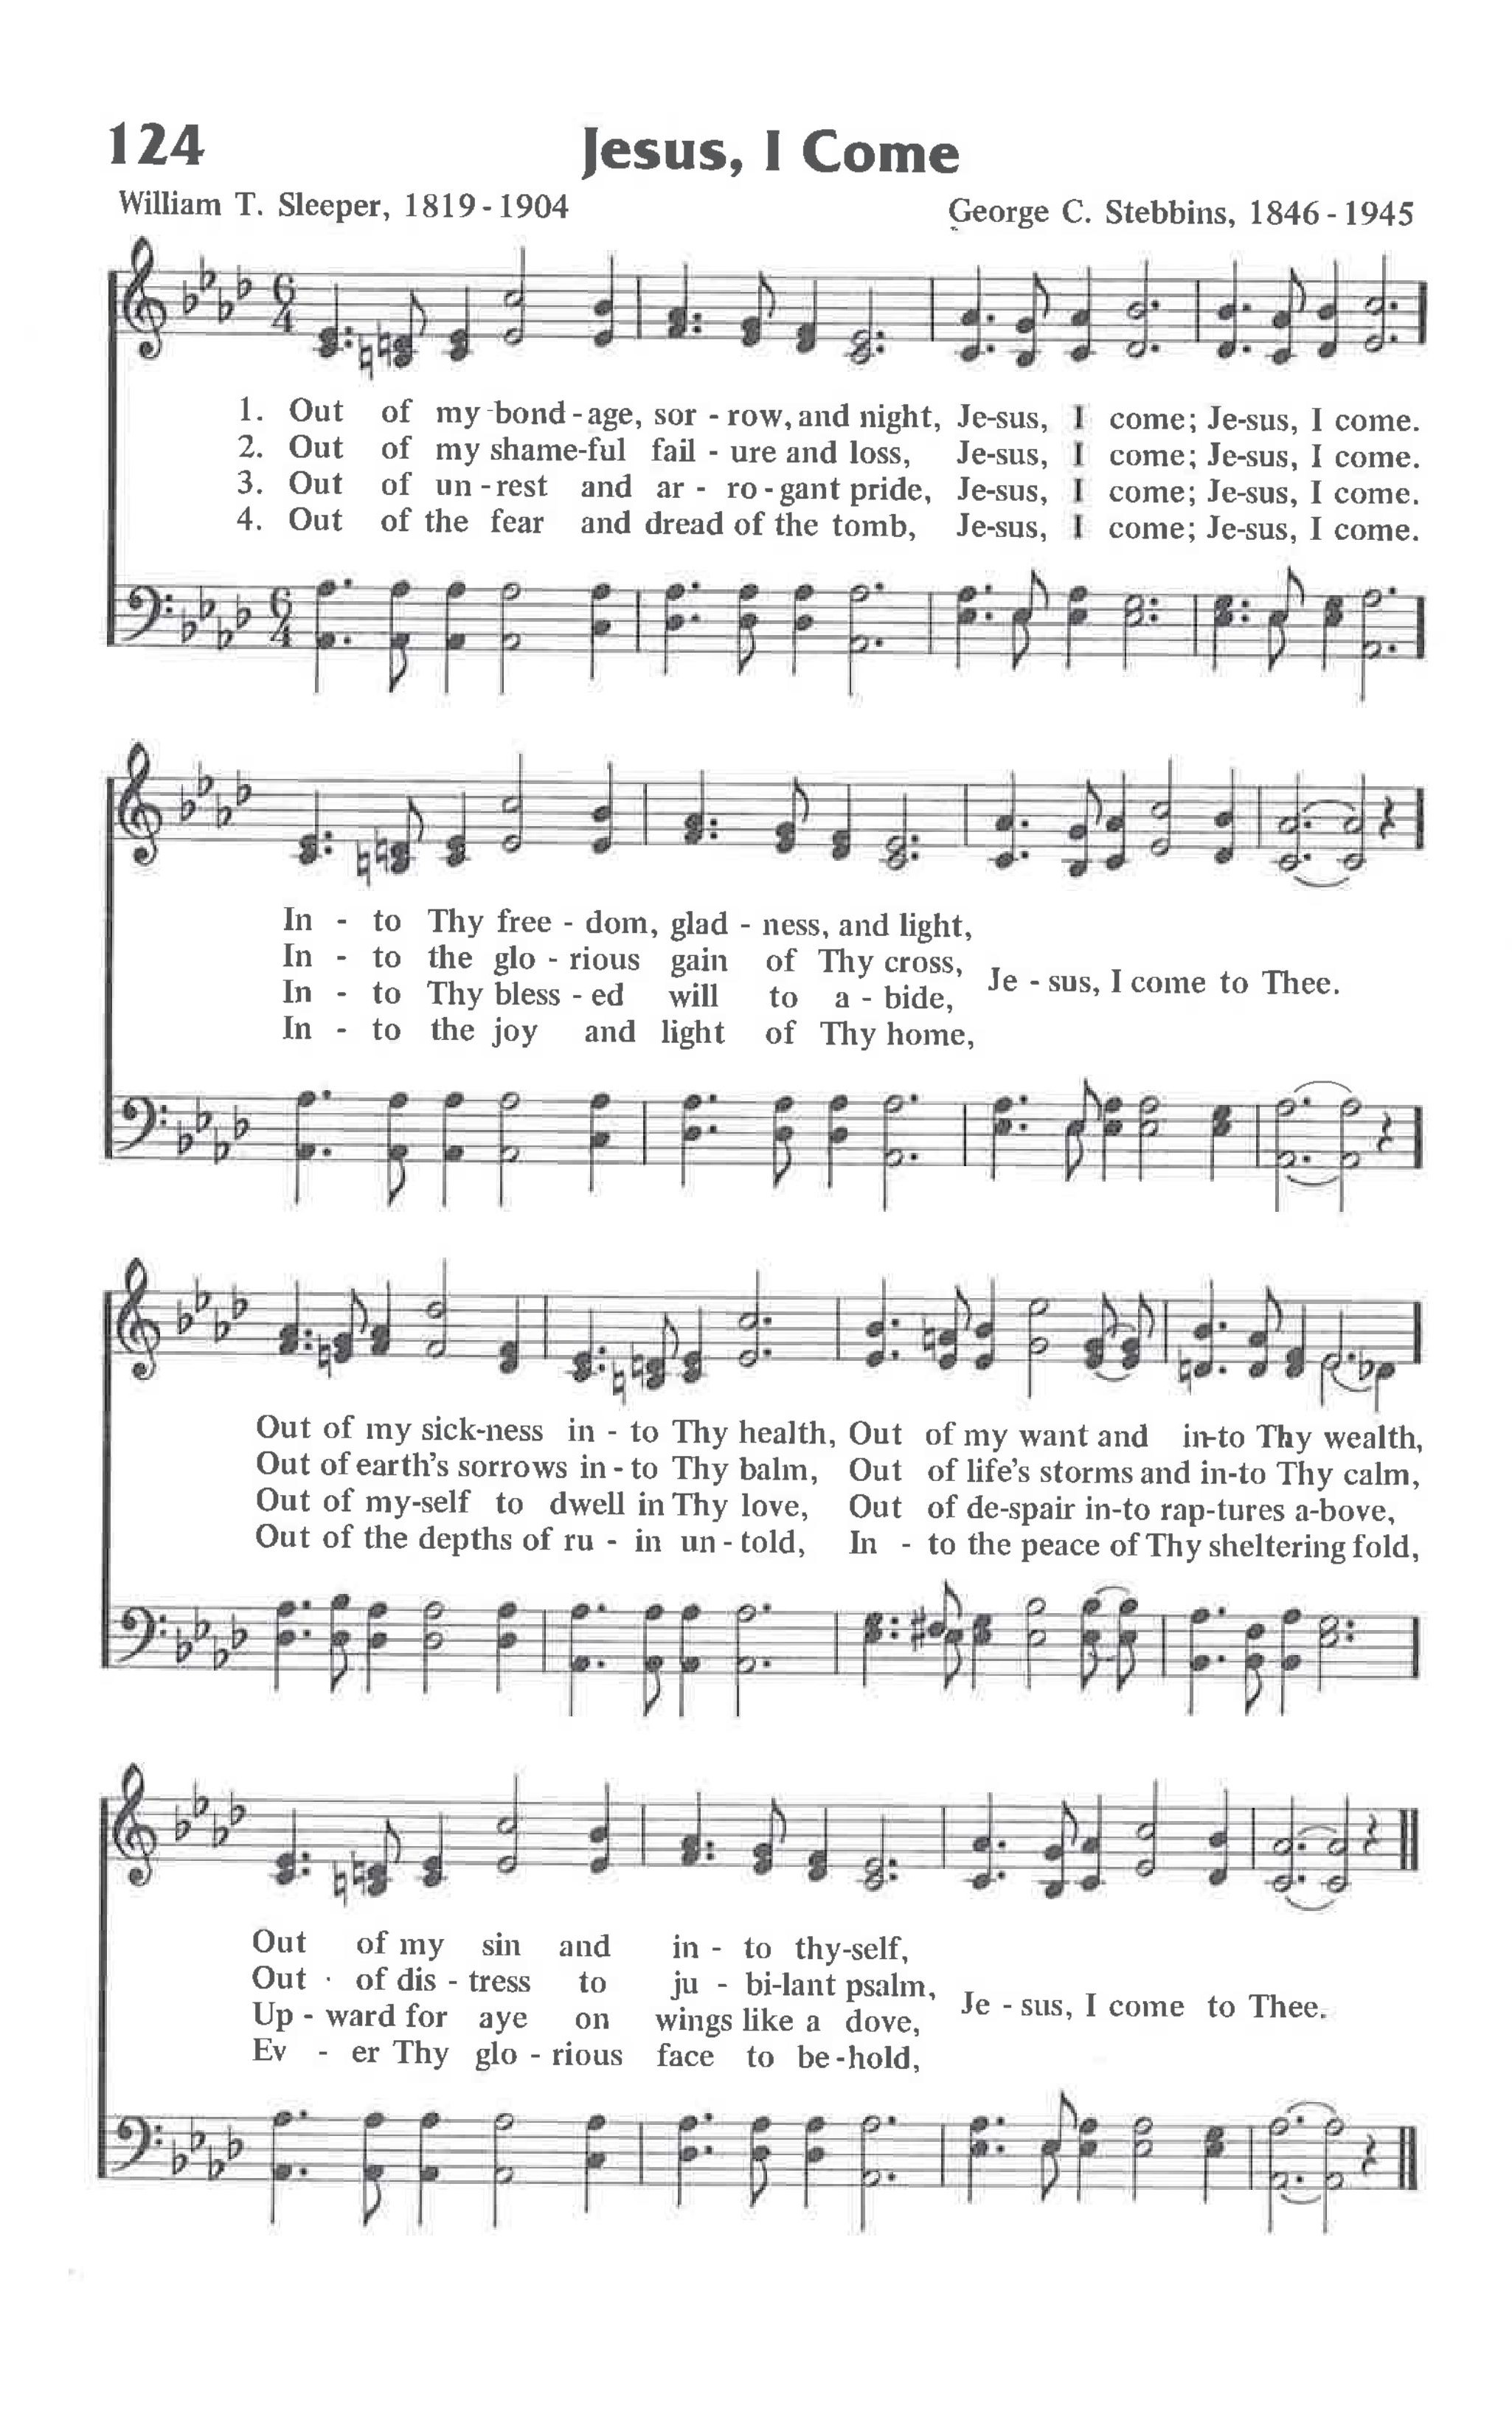 124
Jesus, I Come
William T. Sleeper, 1819-1904
George C. Stebbins, 1846-1945
6
4
1. Out of my bond-age, sor-row, and night, Je-sus, I come; Je-sus, I come.
2. Out of my shame-ful fail-ure and loss, Je-sus, I come; Je-sus, I come.
3. Out of un-rest and ar-ro-gant pride, Je-sus, I come; Je-sus, I come.
4. Out of the fear and dread of the tomb, Je-sus, I come; Je-sus, I come.
6
4
In - to Thy free-dom, glad-ness, and light,
In - to the glo-rious gain of Thy cross,
In - to Thy bless-ed will to a-bide,
In - to the joy and light of Thy home,
Je-sus, I come to Thee.
Out of my sick-ness in-to Thy health, Out of my want and in-to Thy wealth,
Out of earth's sorrows in-to Thy balm, Out of life's storms and in-to Thy calm,
Out of my-self to dwell in Thy love, Out of de-spair in-to rap-tures a-bove,
Out of the depths of ru-in un-told, In - to the peace of Thy sheltering fold,
Out of my sin and in-to thy-self,
Out of dis-tress to ju-bi-lant psalm,
Up-ward for aye on wings like a dove,
Ev - er Thy glo-rious face to be-hold,
Je-sus, I come to Thee.